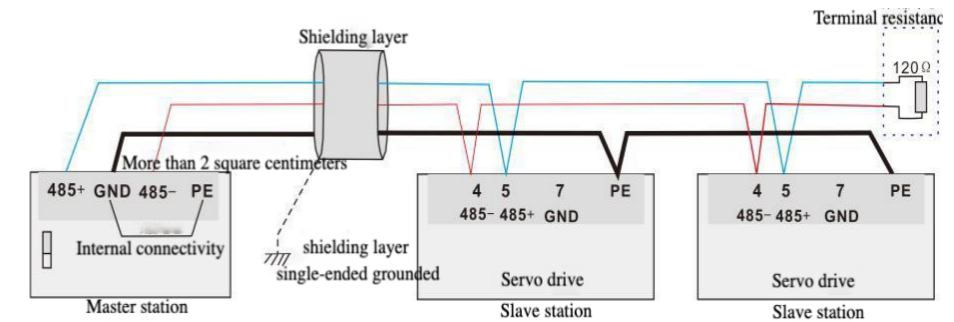 Terminal resistanc
Shielding layer
120Ω
More than 2 square centimeters
485+ GND 485- PE
4 5 7 PE
485- 485+ GND
4 5 7 PE
485- 485+ GND
Internal connectivity
shielding layer
single-ended grounded
Servo drive
Servo drive
Master station
Slave station
Slave station